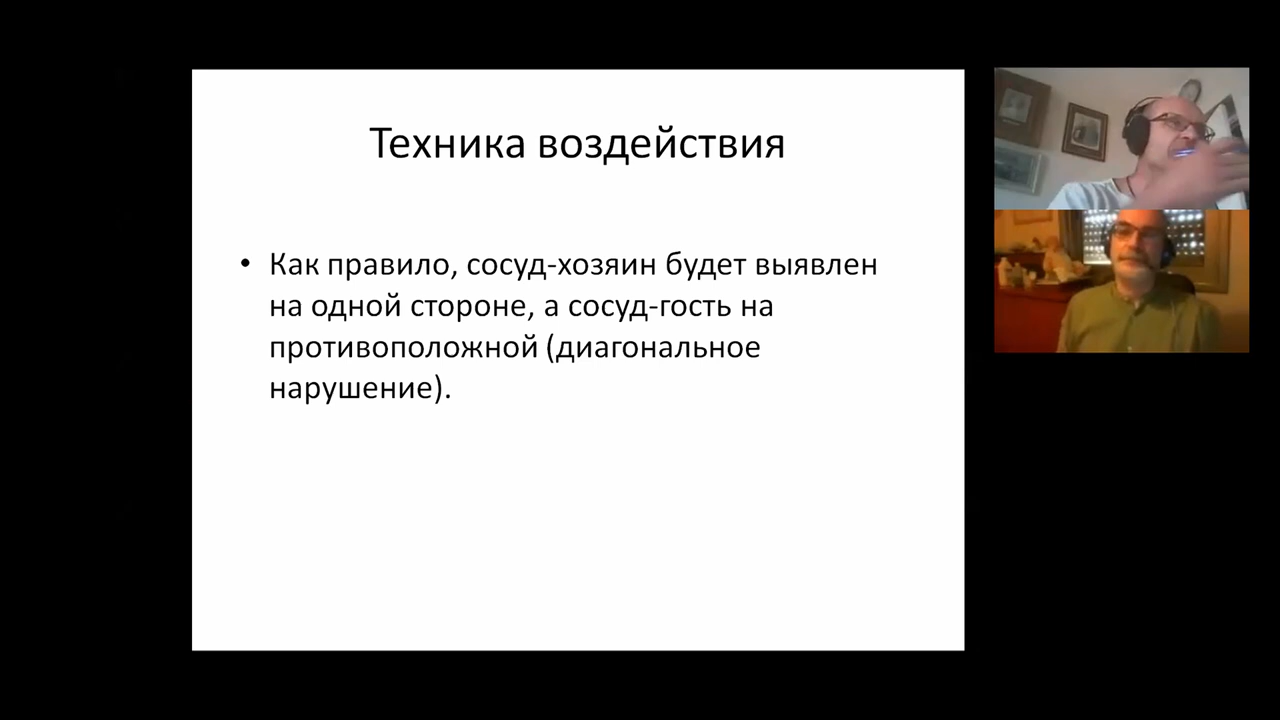 Техника воздействия
• Как правило, сосуд-хозяин будет выявлен
на одной стороне, а сосуд-гость на
противоположной (диагональное
нарушение).